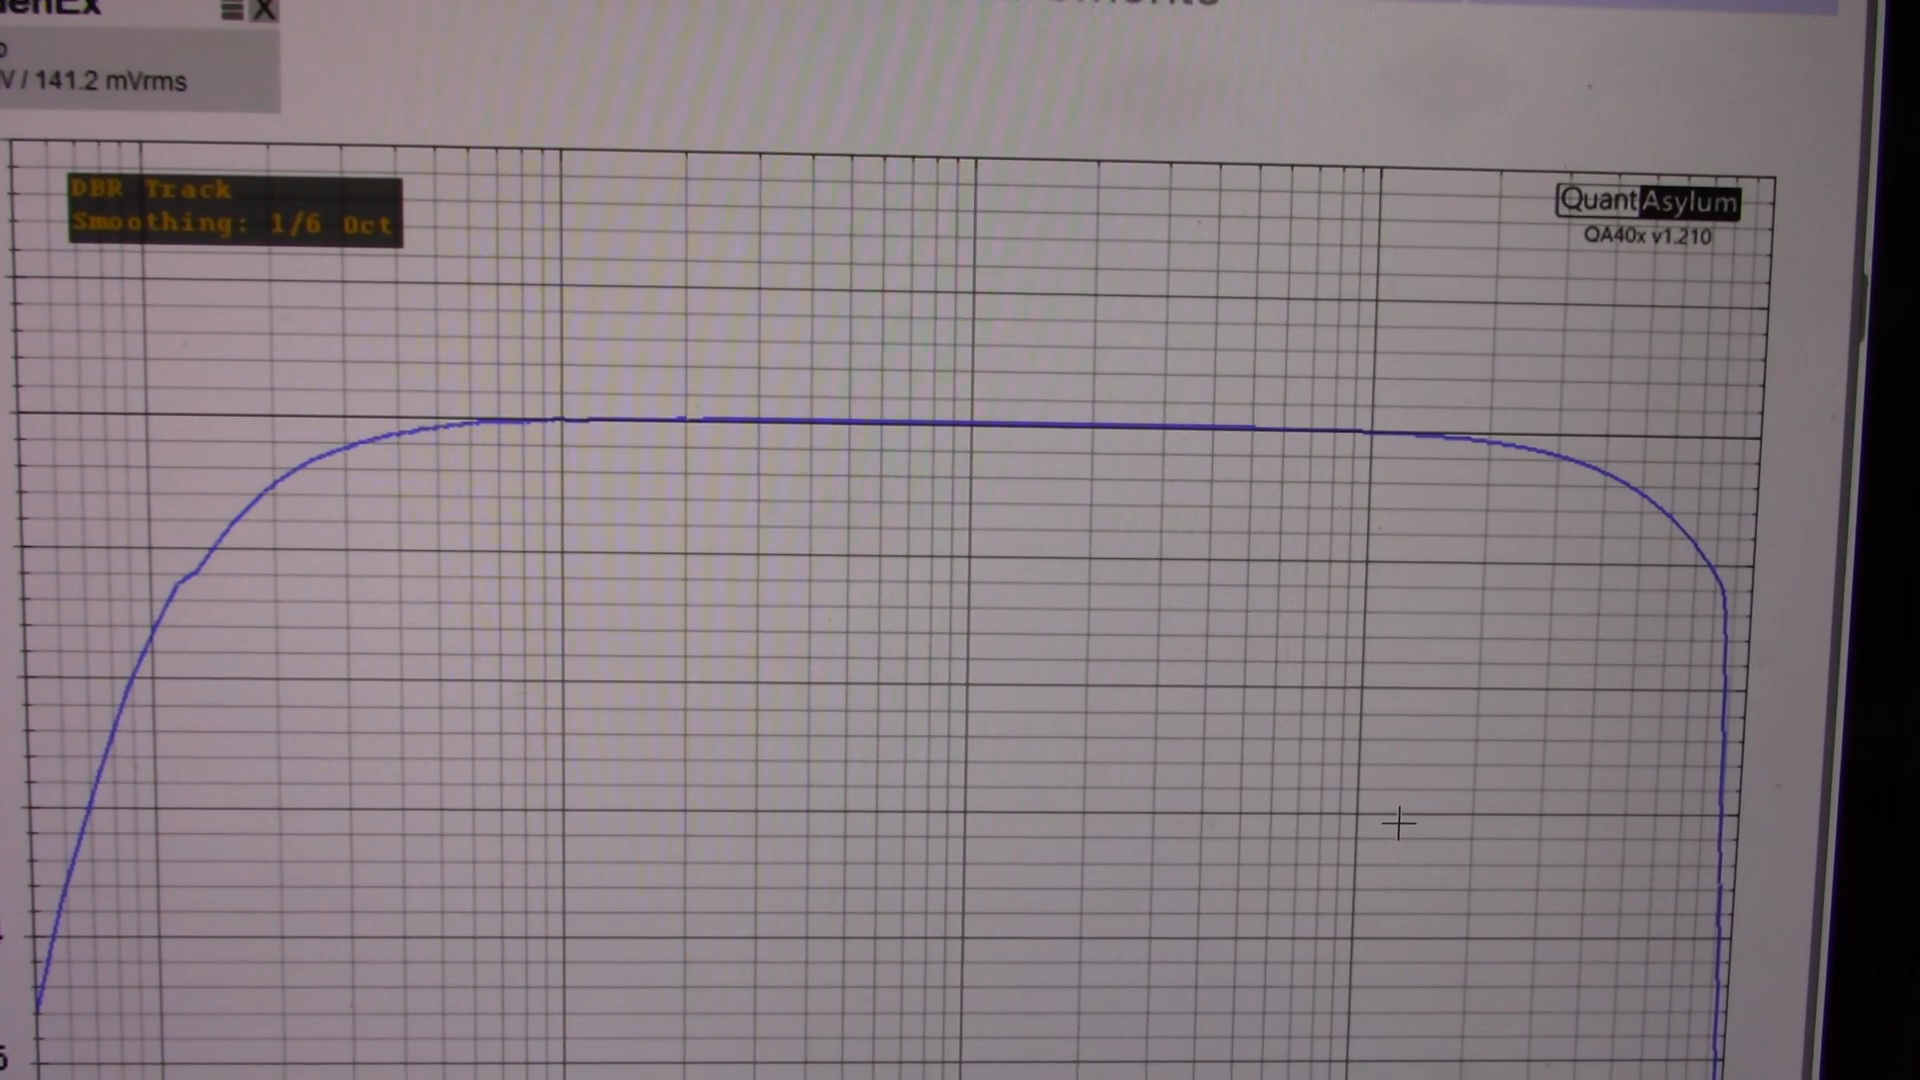 V / 141.2 mVrms
DBR Track
Smoothing: 1/6 Oct
QuantAsylum
QA40x v1.210